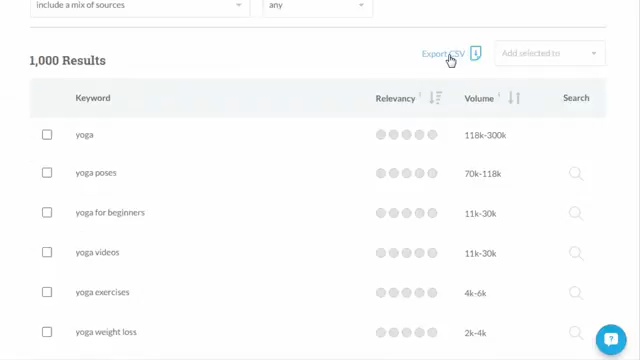 include a mix of sources any
1,000 Results Export CSV Add selected to
Keyword Relevancy Volume Search
yoga 118k-300k
yoga poses 70k-118k
yoga for beginners 11k-30k
yoga videos 11k-30k
yoga exercises 4k-6k
yoga weight loss 2k-4k